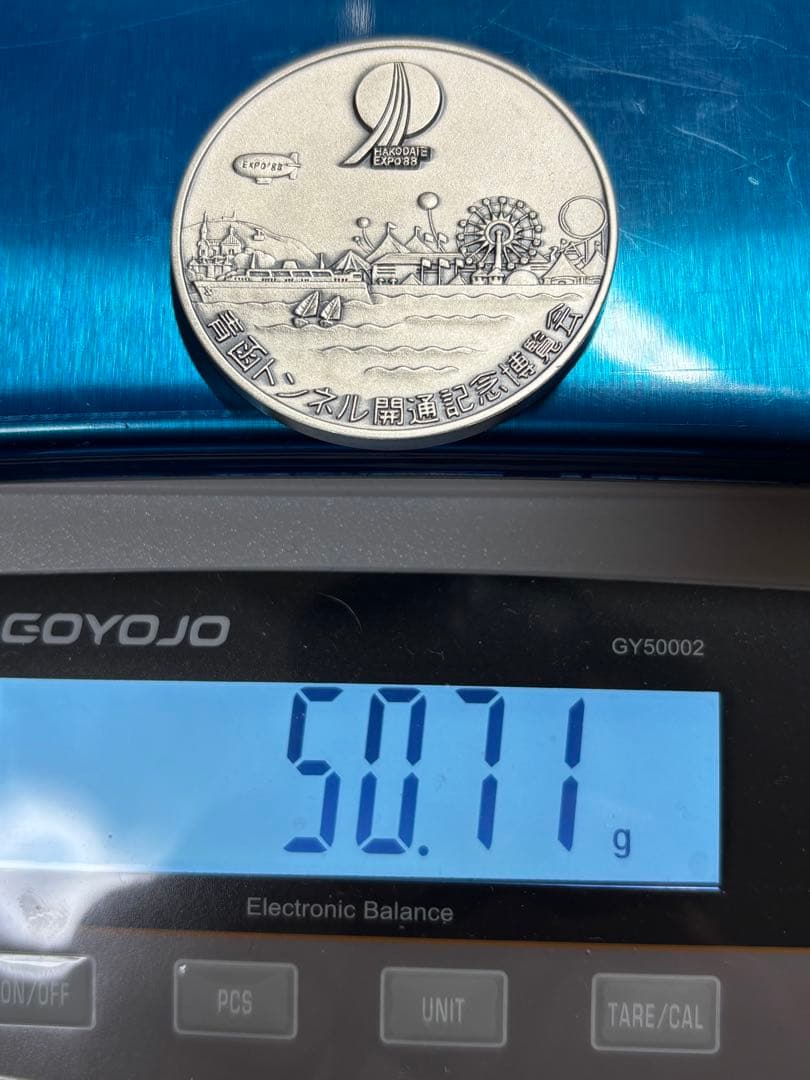 HAKODATE
EXPO'88
EXPO'88
青函トンネル開通記念博覧会
GOYOJO
GY50002
50.71 g
Electronic Balance
ON/OFF
PCS
UNIT
TARE/CAL